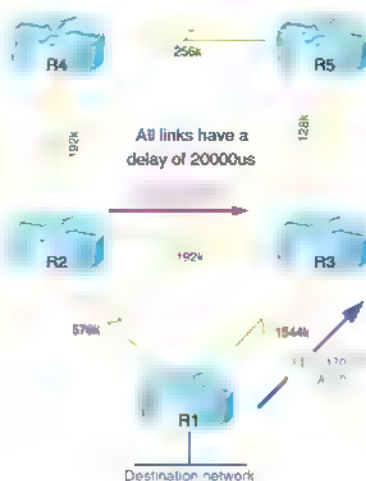 256k
R4
R5
192k
All links have a
128k
delay of 20000us
R2
192k
R3
576k
1544k
R1
Destination network